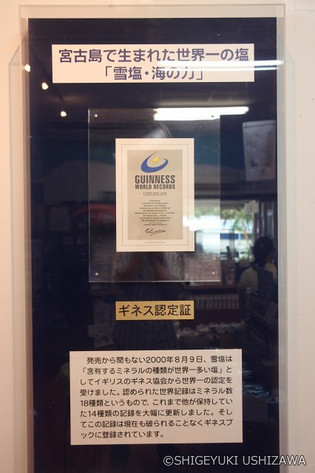 宮古島で生まれた世界一の塩
「雪塩・海の力」
GUINNESS
WORLD RECORDS
CERTIFICATE
ギネス認定証
発売から間もない2000年8月9日、雪塩は
「含有するミネラルの種類が世界一多い塩」と
してイギリスのギネス協会から世界一の認定を
受けました。認められた世界記録はミネラル数
18種類というもので、これまで他が保持してい
た14種類の記録を大幅に更新しました。そし
てこの記録は現在も破られることなくギネスブ
ックに登録されています。
©SHIGEYUKI USHIZAWA